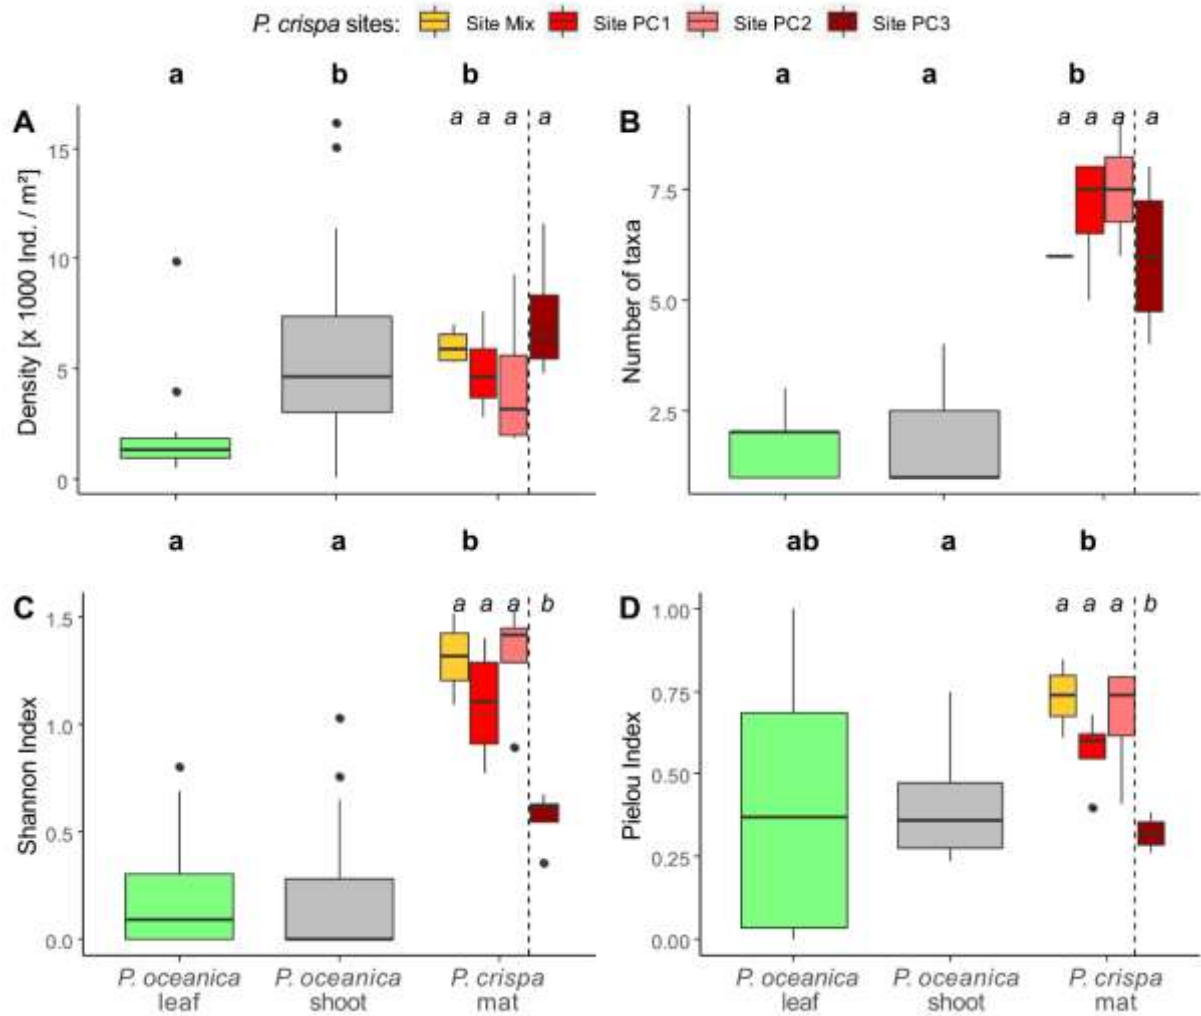 P. crispa sites: Site Mix Site PC1 Site PC2 Site PC3
a b b a a b
A a a a a B a a a a
Density [x 1000 Ind. / m²]
15
10
5
0
Number of taxa
7.5
5.0
2.5
a a b ab a b
C a a a b D a a a b
Shannon Index
1.5
1.0
0.5
0.0
Pielou Index
1.00
0.75
0.50
0.25
0.00
P. oceanica P. oceanica P. crispa P. oceanica P. oceanica P. crispa
leaf shoot mat leaf shoot mat